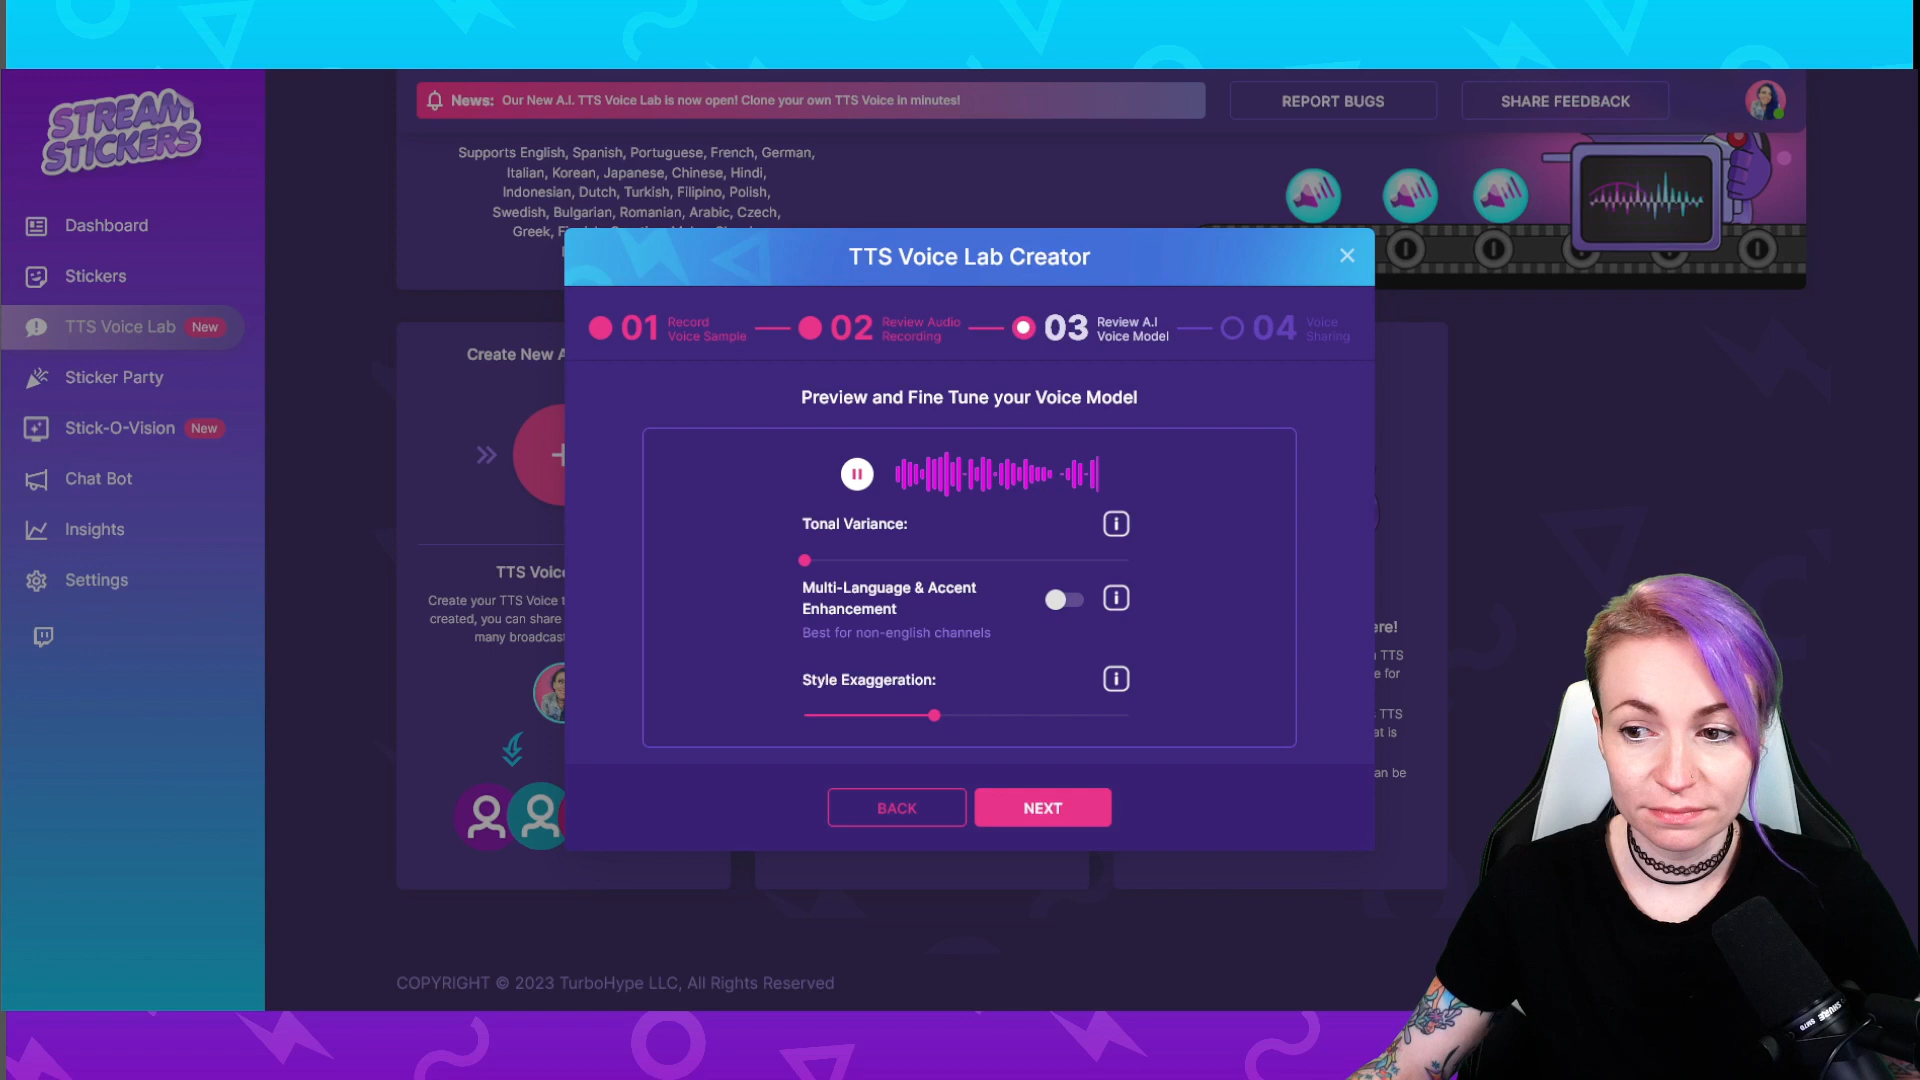 STREAM
STICKERS
Dashboard
Stickers
TTS Voice Lab New
Sticker Party
Stick-O-Vision New
Chat Bot
Insights
Settings
News: Our New A.I. TTS Voice Lab is now open! Clone your own TTS Voice in minutes!
REPORT BUGS
SHARE FEEDBACK
Supports English, Spanish, Portuguese, French, German,
Italian, Korean, Japanese, Chinese, Hindi,
Indonesian, Dutch, Turkish, Filipino, Polish,
Swedish, Bulgarian, Romanian, Arabic, Czech,
Greek,
Create New A
TTS Voice
Create your TTS Voice
created, you can share
many broadcast
TTS Voice Lab Creator
01 Record
Voice Sample
02 Review Audio
Recording
03 Review A.I
Voice Model
04 Voice
Sharing
Preview and Fine Tune your Voice Model
Tonal Variance:
Multi-Language & Accent
Enhancement
Best for non-english channels
Style Exaggeration:
BACK
NEXT
ere!
TTS
e for
TTS
at is
an be
COPYRIGHT © 2023 TurboHype LLC, All Rights Reserved
SHURE
SM7B